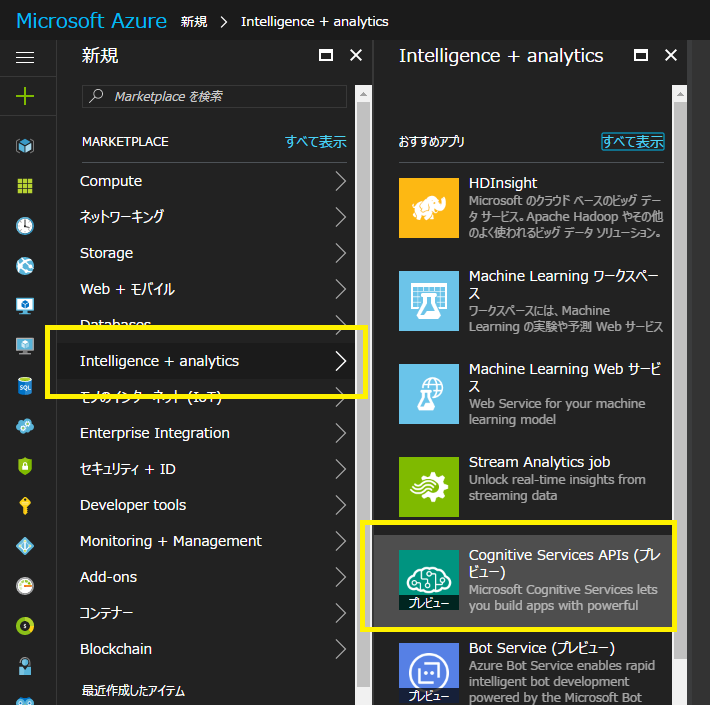 Microsoft Azure 新規 > Intelligence + analytics
新規
Marketplace を検索
MARKETPLACE すべて表示
Compute
ネットワーキング
Storage
Web + モバイル
Databases
Intelligence + analytics
モノのインターネット (IoT)
Enterprise Integration
セキュリティ + ID
Developer tools
Monitoring + Management
Add-ons
コンテナー
Blockchain
最近作成したアイテム
Intelligence + analytics
おすすめアプリ すべて表示
HDInsight
Microsoft のクラウド ベースのビッグ デー
タ サービス。Apache Hadoop やその他
のよく使われるビッグ データ ソリューション。
Machine Learning ワークスペー
ス
ワークスペースには、Machine
Learning の実験や予測 Web サービス
Machine Learning Web サービ
ス
Web Service for your machine
learning model
Stream Analytics job
Unlock real-time insights from
streaming data
Cognitive Services APIs (プレ
ビュー)
Microsoft Cognitive Services lets
you build apps with powerful
プレビュー
Bot Service (プレビュー)
Azure Bot Service enables rapid
intelligent bot development
powered by the Microsoft Bot
プレビュー
SQL